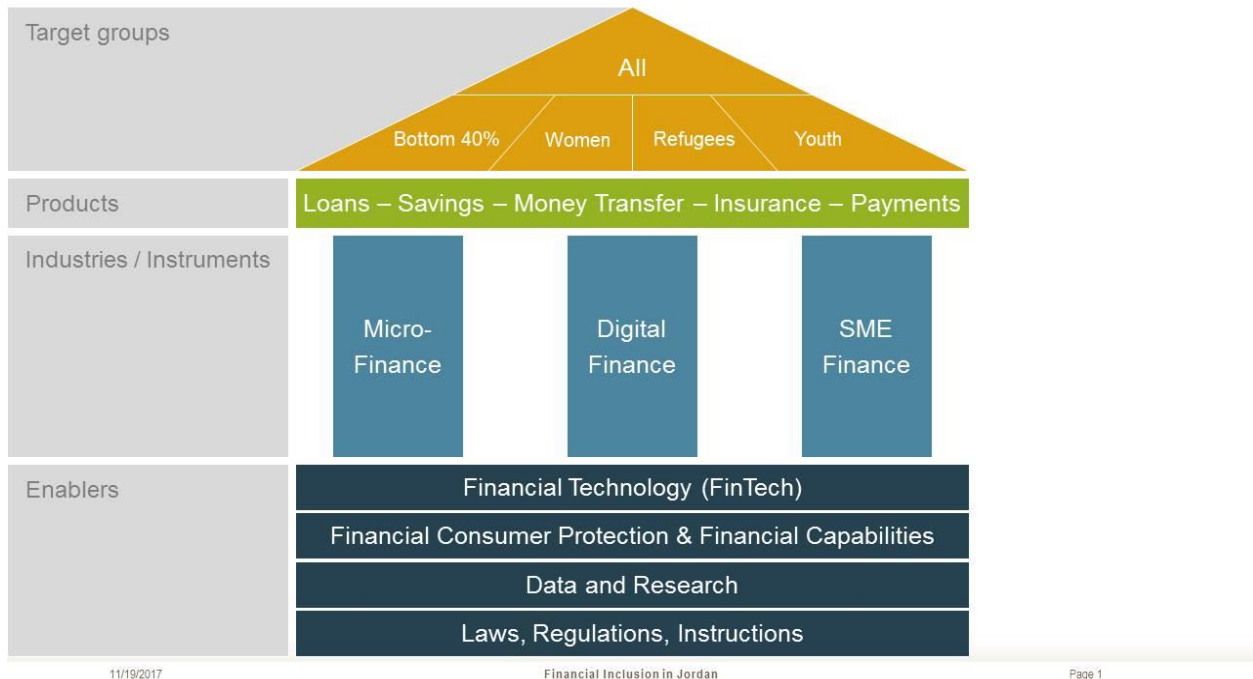 Target groups
All
Bottom 40%
Women
Refugees
Youth
Products
Loans – Savings – Money Transfer – Insurance – Payments
Industries / Instruments
Micro-
Finance
Digital
Finance
SME
Finance
Enablers
Financial Technology (FinTech)
Financial Consumer Protection & Financial Capabilities
Data and Research
Laws, Regulations, Instructions
11/19/2017
Financial Inclusion in Jordan
Page 1